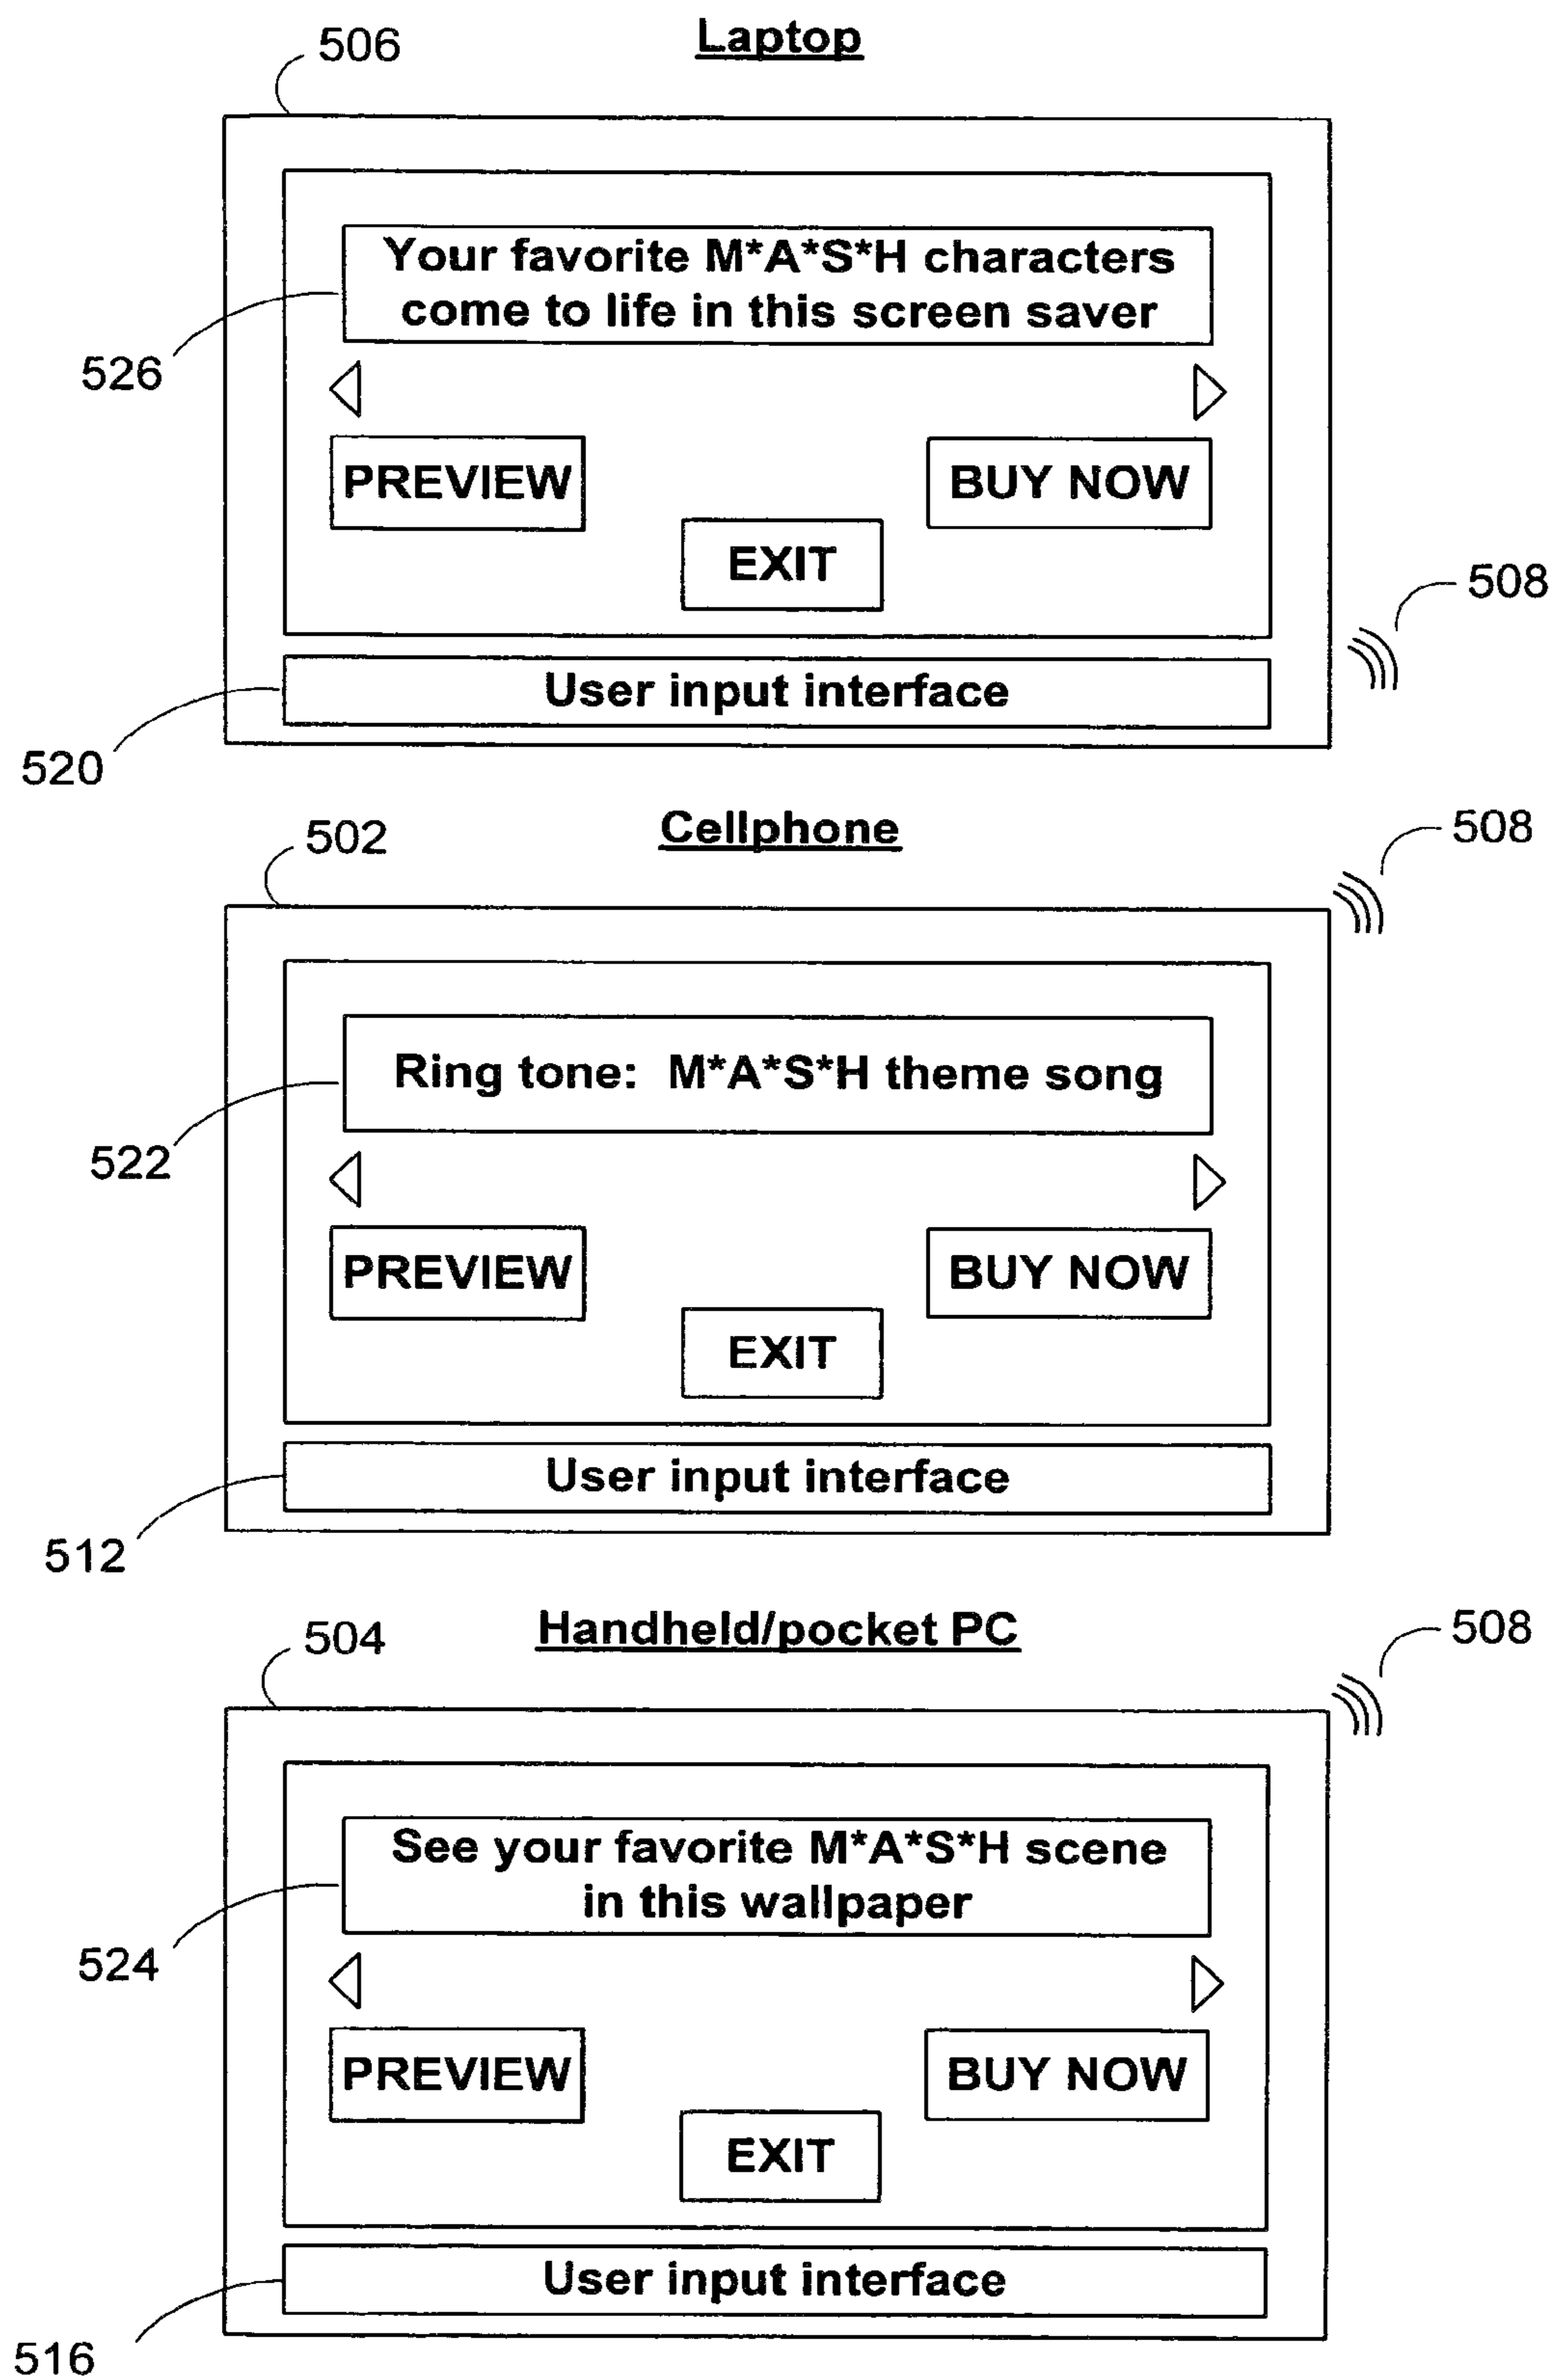 Laptop
506
Your favorite M*A*S*H characters
come to life in this screen saver
526
PREVIEW
BUY NOW
EXIT
508
User input interface
520
Cellphone
502
508
Ring tone: M*A*S*H theme song
522
PREVIEW
BUY NOW
EXIT
User input interface
512
Handheld/pocket PC
504
508
See your favorite M*A*S*H scene
in this wallpaper
524
PREVIEW
BUY NOW
EXIT
User input interface
516